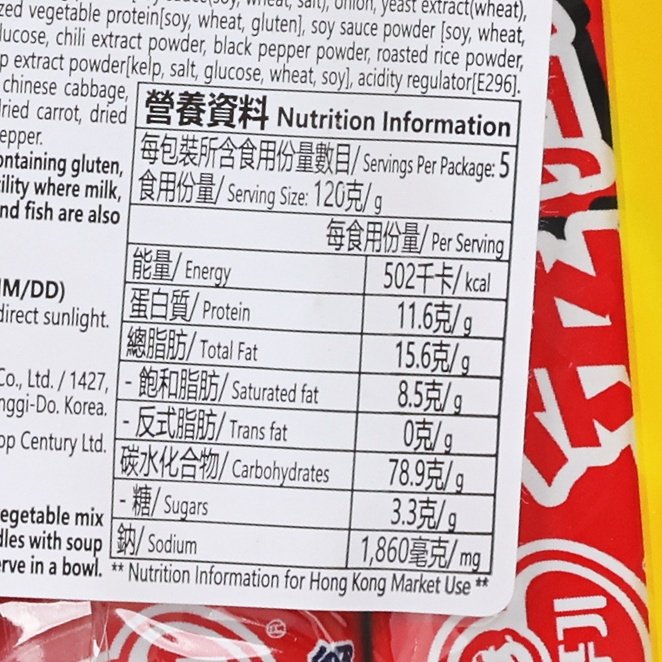 zed vegetable protein[soy, wheat, gluten], soy sauce powder [soy, wheat,
lucose, chili extract powder, black pepper powder, roasted rice powder,
p extract powder[kelp, salt, glucose, wheat, soy], acidity regulator[E296].
chinese cabbage,
ried carrot, dried
epper.
ontaining gluten,
ility where milk,
nd fish are also
MM/DD)
direct sunlight.
Co., Ltd. / 1427,
nggi-Do. Korea.
op Century Ltd.
egetable mix
dles with soup
erve in a bowl.
營養資料 Nutrition Information
每包裝所含食用份量數目/ Servings Per Package: 5
食用份量/ Serving Size: 120克/ g
每食用份量/ Per Serving
能量/ Energy 502千卡/ kcal
蛋白質/ Protein 11.6克/ g
總脂肪/ Total Fat 15.6克/ g
- 飽和脂肪/ Saturated fat 8.5克/ g
- 反式脂肪/ Trans fat 0克/ g
碳水化合物/ Carbohydrates 78.9克/ g
- 糖/ Sugars 3.3克/ g
鈉/ Sodium 1,860毫克/ mg
** Nutrition Information for Hong Kong Market Use **